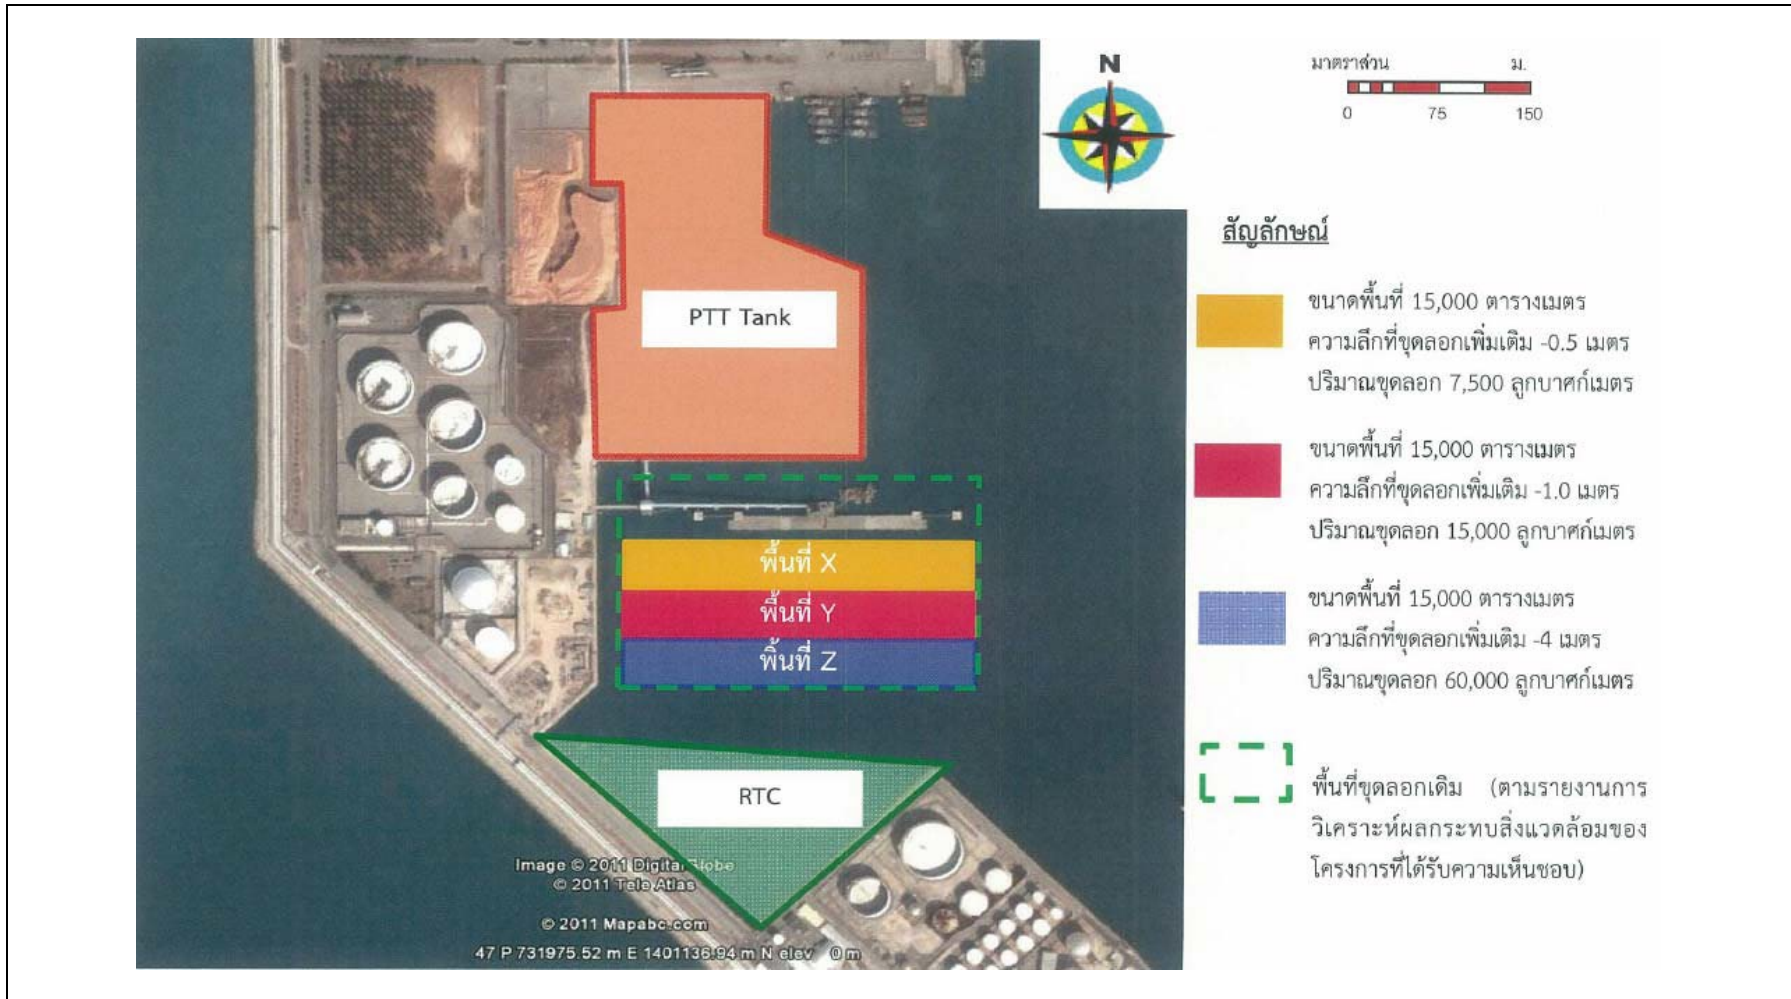 N
มาตราส่วน ม.
0 75 150
สัญลักษณ์
PTT Tank
ขนาดพื้นที่ 15,000 ตารางเมตร
ความลึกที่ขุดลอกเพิ่มเติม -0.5 เมตร
ปริมาณขุดลอก 7,500 ลูกบาศก์เมตร
ขนาดพื้นที่ 15,000 ตารางเมตร
ความลึกที่ขุดลอกเพิ่มเติม -1.0 เมตร
ปริมาณขุดลอก 15,000 ลูกบาศก์เมตร
พื้นที่ X
พื้นที่ Y
พื้นที่ Z
ขนาดพื้นที่ 15,000 ตารางเมตร
ความลึกที่ขุดลอกเพิ่มเติม -4 เมตร
ปริมาณขุดลอก 60,000 ลูกบาศก์เมตร
RTC
พื้นที่ขุดลอกเดิม (ตามรายงานการ
วิเคราะห์ผลกระทบสิ่งแวดล้อมของ
โครงการที่ได้รับความเห็นชอบ)
Image © 2011 DigitalGlobe
© 2011 Tele Atlas
© 2011 Mapabc.com
47 P 731975.52 m E 1401136.94 m N elev 0 m